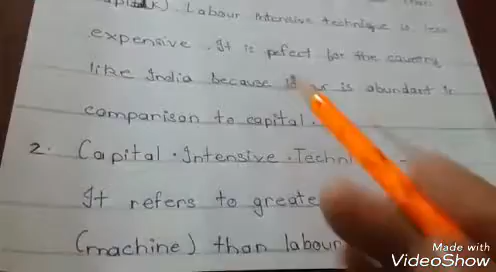 Labour intensive technique is less
expensive. It is pefect for the country
like India because is abundant in
comparison to capital.
2. Capital - Intensive - Techni
It refers to greate
(machine) than labour
Made with
VideoShow